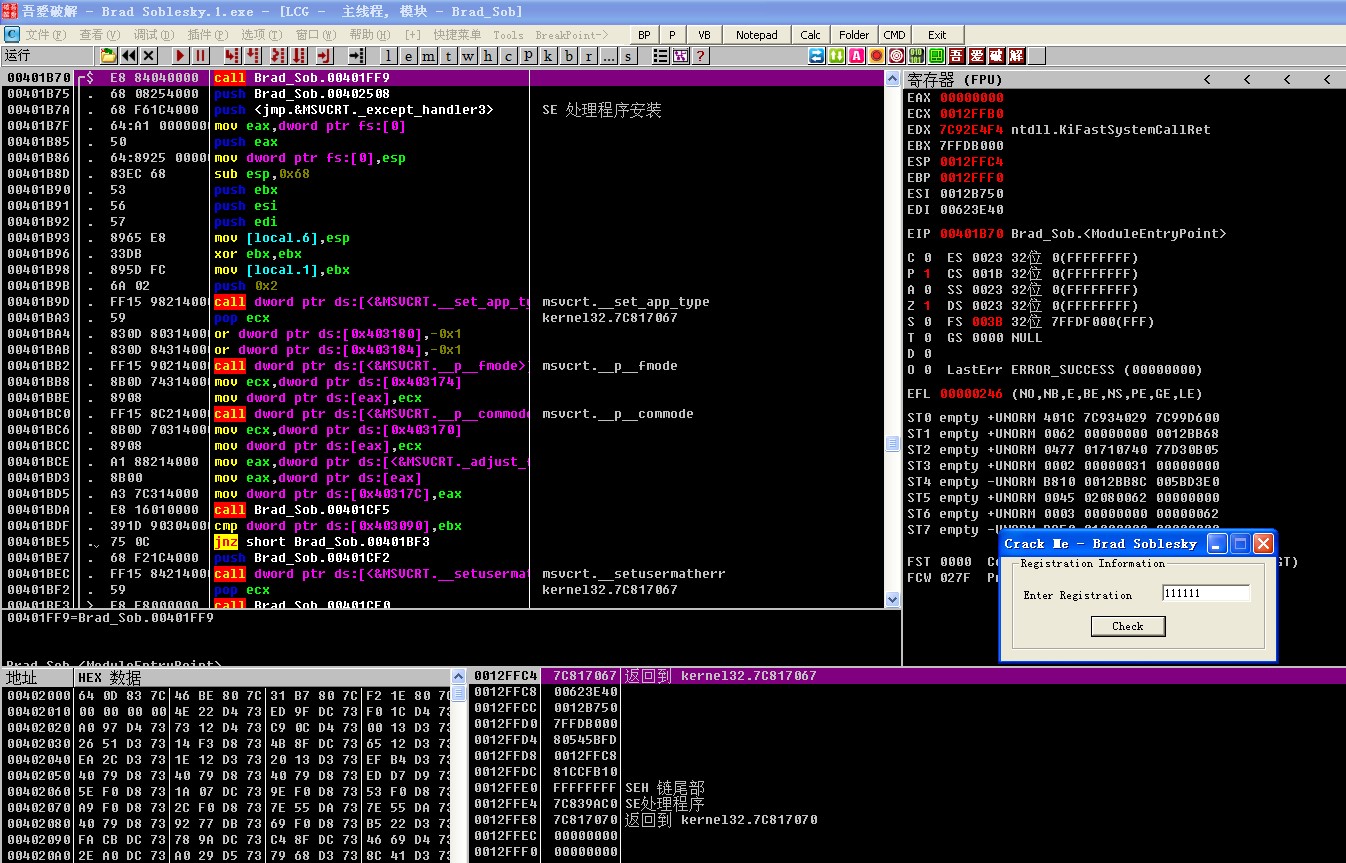 吾愛破解 - Brad Soblesky.1.exe - [LCG - 主线程, 模块 - Brad_Sob]
文件(F) 查看(V) 调试(D) 插件(P) 选项(T) 窗口(W) 帮助(H) [+] 快捷菜单 Tools BreakPoint-> BP P VB Notepad Calc Folder CMD Exit
运行 l e m t w h c p k b r ... s ? 吾 爱 破 解
00401B70 $ E8 84040000 call Brad_Sob.00401FF9
00401B75 . 68 08254000 push Brad_Sob.00402508
00401B7A . 68 F61C4000 push <jmp.&MSVCRT._except_handler3> SE 处理程序安装
00401B7F . 64:A1 0000000 mov eax,dword ptr fs:[0]
00401B85 . 50 push eax
00401B86 . 64:8925 0000 mov dword ptr fs:[0],esp
00401B8D . 83EC 68 sub esp,0x68
00401B90 . 53 push ebx
00401B91 . 56 push esi
00401B92 . 57 push edi
00401B93 . 8965 E8 mov [local.6],esp
00401B96 . 33DB xor ebx,ebx
00401B98 . 895D FC mov [local.1],ebx
00401B9B . 6A 02 push 0x2
00401B9D . FF15 98214000 call dword ptr ds:[<&MSVCRT.__set_app_ty msvcrt.__set_app_type
00401BA3 . 59 pop ecx kernel32.7C817067
00401BA4 . 830D 80314000 or dword ptr ds:[0x403180],-0x1
00401BAB . 830D 84314000 or dword ptr ds:[0x403184],-0x1
00401BB2 . FF15 90214000 call dword ptr ds:[<&MSVCRT.__p__fmode>] msvcrt.__p__fmode
00401BB8 . 8B0D 74314000 mov ecx,dword ptr ds:[0x403174]
00401BBE . 8908 mov dword ptr ds:[eax],ecx
00401BC0 . FF15 8C214000 call dword ptr ds:[<&MSVCRT.__p__commode msvcrt.__p__commode
00401BC6 . 8B0D 70314000 mov ecx,dword ptr ds:[0x403170]
00401BCC . 8908 mov dword ptr ds:[eax],ecx
00401BCE . A1 88214000 mov eax,dword ptr ds:[<&MSVCRT._adjust_
00401BD3 . 8B00 mov eax,dword ptr ds:[eax]
00401BD5 . A3 7C314000 mov dword ptr ds:[0x40317C],eax
00401BDA . E8 16010000 call Brad_Sob.00401CF5
00401BDF . 391D 90304000 cmp dword ptr ds:[0x403090],ebx
00401BE5 . 75 0C jnz short Brad_Sob.00401BF3
00401BE7 . 68 F21C4000 push Brad_Sob.00401CF2
00401BEC . FF15 84214000 call dword ptr ds:[<&MSVCRT.__setusermat msvcrt.__setusermatherr
00401BF2 . 59 pop ecx kernel32.7C817067
00401BF3 > E8 E8000000 call Brad_Sob.00401CE0
00401FF9=Brad_Sob.00401FF9
Brad_Sob.<ModuleEntryPoint>
寄存器 (FPU) < < < <
EAX 00000000
ECX 0012FFB0
EDX 7C92E4F4 ntdll.KiFastSystemCallRet
EBX 7FFDB000
ESP 0012FFC4
EBP 0012FFF0
ESI 0012B750
EDI 00623E40
EIP 00401B70 Brad_Sob.<ModuleEntryPoint>
C 0 ES 0023 32位 0(FFFFFFFF)
P 1 CS 001B 32位 0(FFFFFFFF)
A 0 SS 0023 32位 0(FFFFFFFF)
Z 1 DS 0023 32位 0(FFFFFFFF)
S 0 FS 003B 32位 7FFDF000(FFF)
T 0 GS 0000 NULL
D 0
O 0 LastErr ERROR_SUCCESS (00000000)
EFL 00000246 (NO,NB,E,BE,NS,PE,GE,LE)
ST0 empty +UNORM 401C 7C934029 7C99D600
ST1 empty +UNORM 0062 00000000 0012BB68
ST2 empty +UNORM 0477 01710740 77D30B05
ST3 empty +UNORM 0002 00000031 00000000
ST4 empty -UNORM B810 0012BB8C 005BD3E0
ST5 empty +UNORM 0045 02080062 00000000
ST6 empty +UNORM 0003 00000000 00000062
ST7 empty
FST 0000
GT)
FCW 027F
Crack Me - Brad Soblesky
Registration Information
Enter Registration 111111
Check
地址 HEX 数据
00402000 64 0D 83 7C 46 BE 80 7C 31 B7 80 7C F2 1E 80 7C
00402010 00 00 00 00 4E 22 D4 73 ED 9F DC 73 F0 1C D4 73
00402020 A0 97 D4 73 73 12 D4 73 C9 0C D4 73 00 13 D3 73
00402030 26 51 D3 73 14 F3 D8 73 4B 8F DC 73 65 12 D3 73
00402040 EA 2C D3 73 1E 12 D3 73 20 13 D3 73 EF B4 D3 73
00402050 40 79 D8 73 40 79 D8 73 40 79 D8 73 ED D7 D9 73
00402060 5E F0 D8 73 1A 07 DC 73 9E F0 D8 73 53 F0 D8 73
00402070 A9 F0 D8 73 2C F0 D8 73 7E 55 DA 73 7E 55 DA 73
00402080 40 79 D8 73 92 77 DB 73 69 F0 D8 73 B5 22 D3 73
00402090 FA CB DC 73 78 9A DC 73 C4 8F DC 73 46 69 D4 73
004020A0 2E A0 DC 73 A0 29 D5 73 79 68 D3 73 8C 41 D3 73
0012FFC4 7C817067 返回到 kernel32.7C817067
0012FFC8 00623E40
0012FFCC 0012B750
0012FFD0 7FFDB000
0012FFD4 80545BFD
0012FFD8 0012FFC8
0012FFDC 81CCFB10
0012FFE0 FFFFFFFF SEH 链尾部
0012FFE4 7C839AC0 SE处理程序
0012FFE8 7C817070 返回到 kernel32.7C817070
0012FFEC 00000000
0012FFF0 00000000